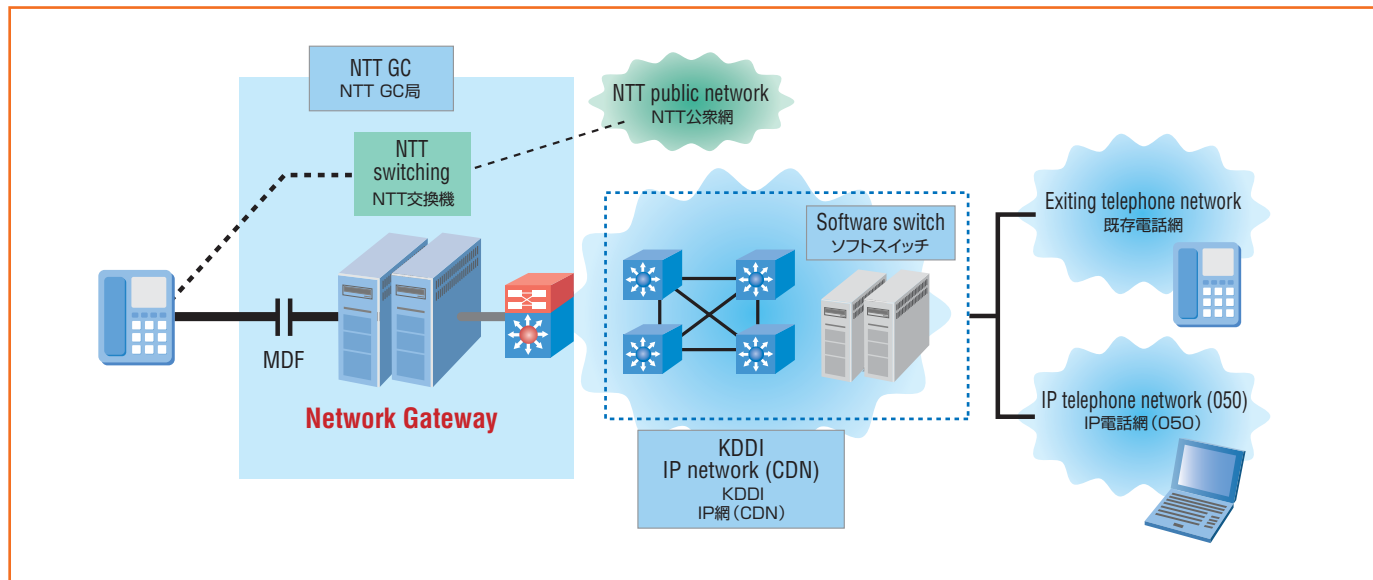 NTT GC
NTT GC局
NTT public network
NTT公衆網
NTT
switching
NTT交換機
MDF
Network Gateway
Software switch
ソフトスイッチ
KDDI
IP network (CDN)
KDDI
IP網(CDN)
Exiting telephone network
既存電話網
IP telephone network (050)
IP電話網(050)